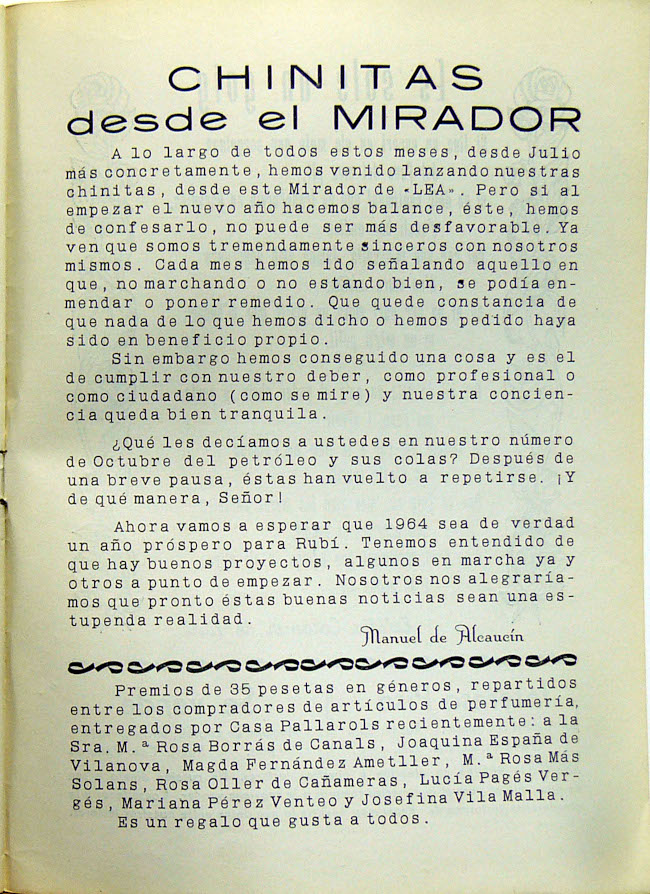 CHINITAS
desde el MIRADOR
A lo largo de todos estos meses, desde Julio
más concretamente, hemos venido lanzando nuestras
chinitas, desde este Mirador de «LEA». Pero si al
empezar el nuevo año hacemos balance, éste, hemos
de confesarlo, no puede ser más desfavorable. Ya
ven que somos tremendamente sinceros con nosotros
mismos. Cada mes hemos ido señalando aquello en
que, no marchando o no estando bien, se podía en-
mendar o poner remedio. Que quede constancia de
que nada de lo que hemos dicho o hemos pedido haya
sido en beneficio propio.
Sin embargo hemos conseguido una cosa y es el
de cumplir con nuestro deber, como profesional o
como ciudadano (como se mire) y nuestra concien-
cia queda bien tranquila.
¿Qué les decíamos a ustedes en nuestro número
de Octubre del petróleo y sus colas? Después de
una breve pausa, éstas han vuelto a repetirse. ¡Y
de qué manera, Señor!
Ahora vamos a esperar que 1964 sea de verdad
un año próspero para Rubí. Tenemos entendido de
que hay buenos proyectos, algunos en marcha ya y
otros a punto de empezar. Nosotros nos alegraría-
mos que pronto éstas buenas noticias sean una es-
tupenda realidad.
Manuel de Alcaucín
Premios de 35 pesetas en géneros, repartidos
entre los compradores de artículos de perfumería,
entregados por Casa Pallarols recientemente: a la
Sra. M.ª Rosa Borrás de Canals, Joaquina España de
Vilanova, Magda Fernández Ametller, M.ª Rosa Más
Solans, Rosa Oller de Cañameras, Lucía Pagés Ver-
gés, Mariana Pérez Venteo y Josefina Vila Malla.
Es un regalo que gusta a todos.